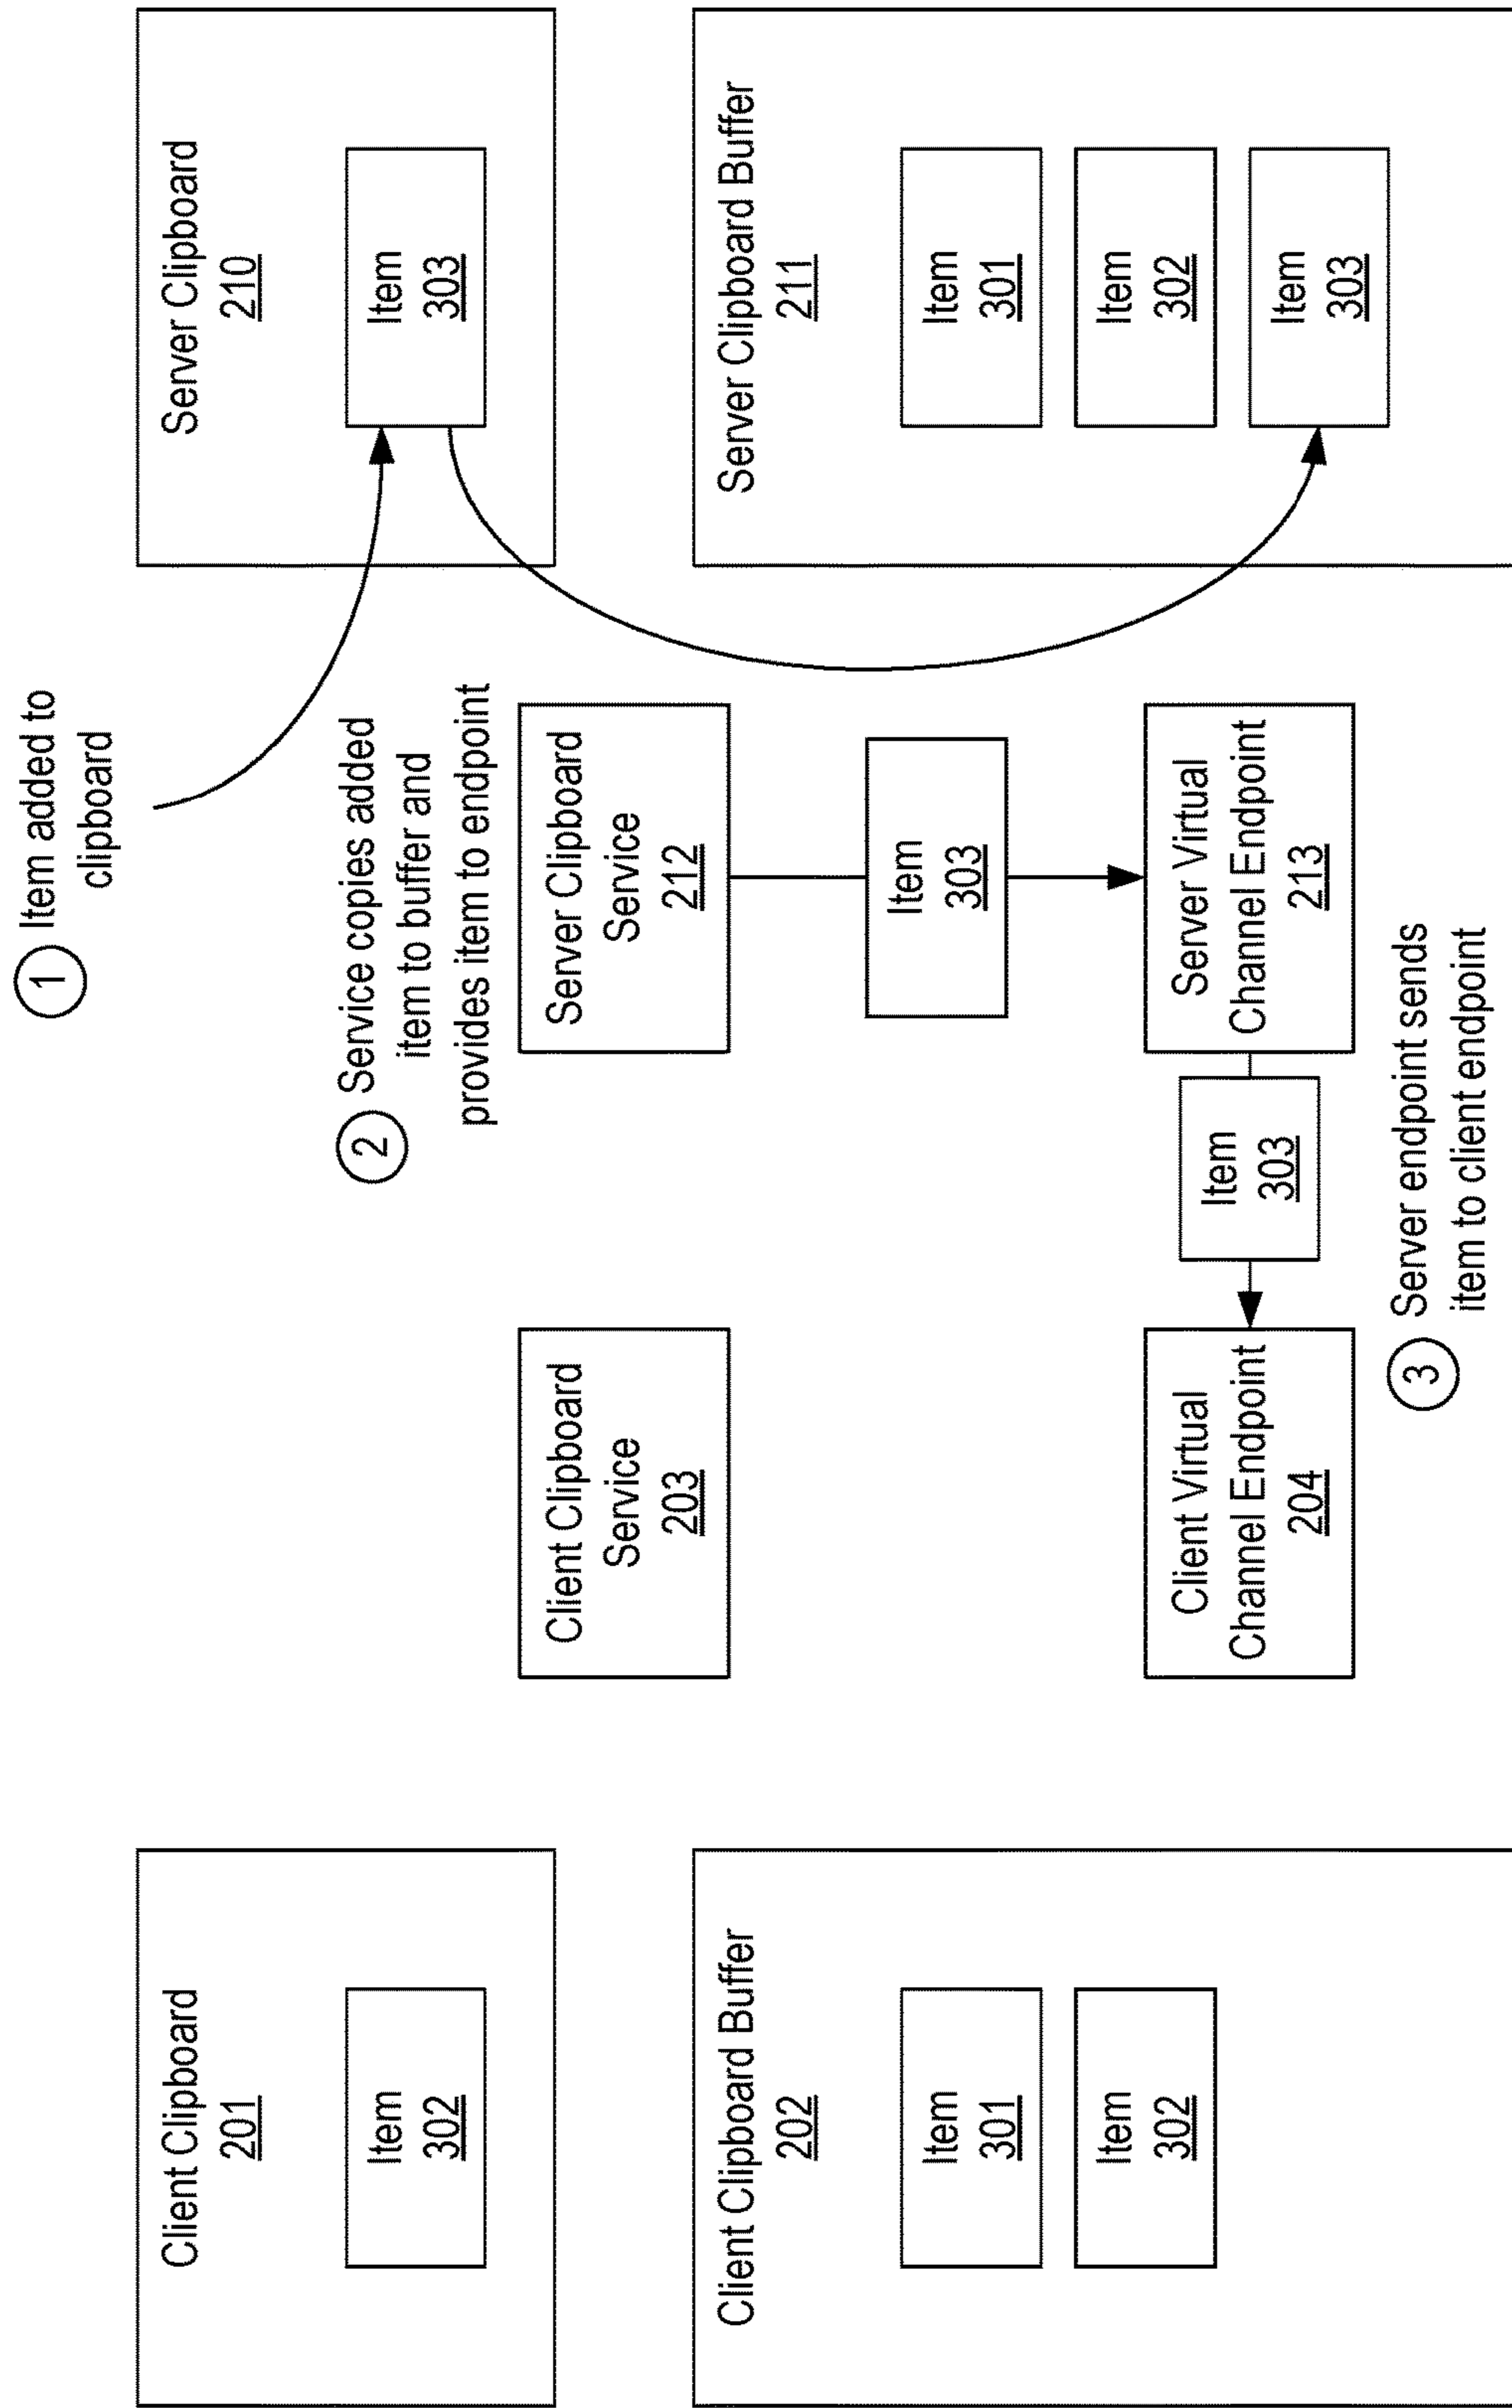 1
Item added to
clipboard
Client Clipboard
201
Item
302
Server Clipboard
210
Item
303
2
Service copies added
item to buffer and
provides item to endpoint
Client Clipboard
Service
203
Server Clipboard
Service
212
Client Clipboard Buffer
202
Item
301
Item
302
Item
303
Server Clipboard Buffer
211
Item
301
Item
302
Item
303
Client Virtual
Channel Endpoint
204
Item
303
Server Virtual
Channel Endpoint
213
3
Server endpoint sends
item to client endpoint